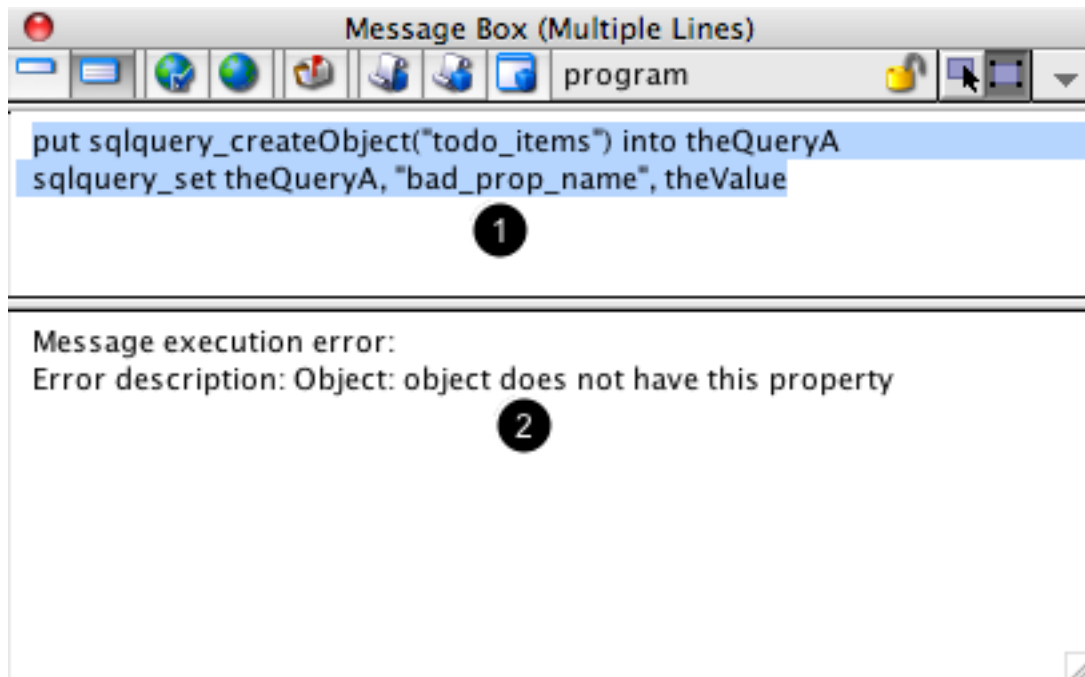 Message Box (Multiple Lines)
program
put sqlquery_createObject("todo_items") into theQueryA
sqlquery_set theQueryA, "bad_prop_name", theValue
1
Message execution error:
Error description: Object: object does not have this property
2